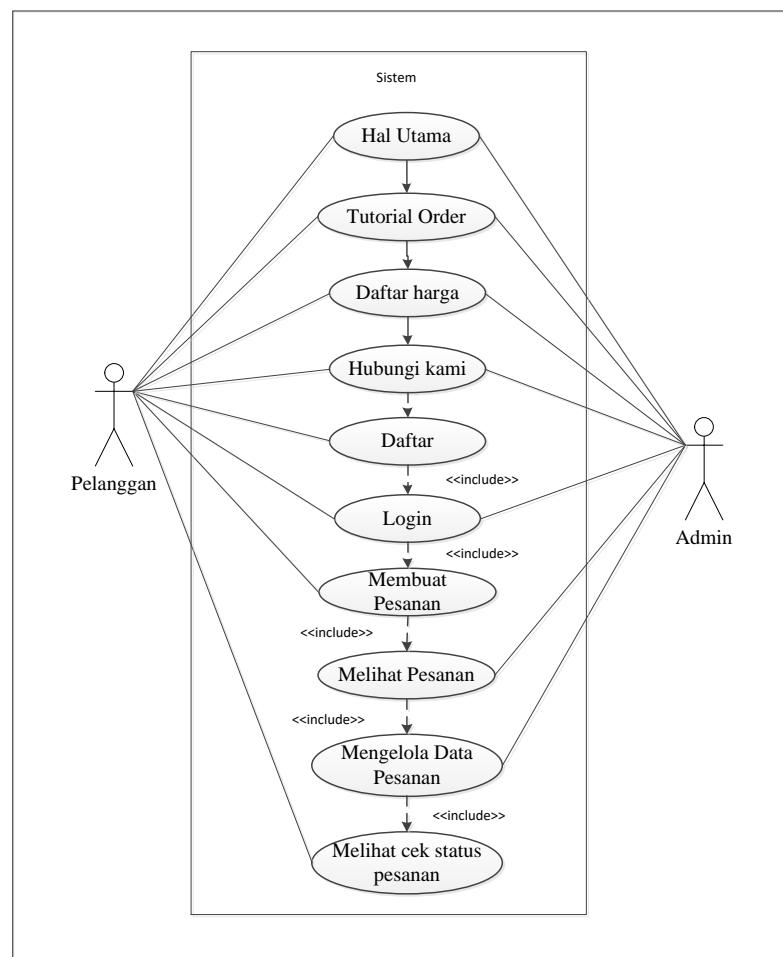 Sistem
Hal Utama
Tutorial Order
Daftar harga
Hubungi kami
Daftar
Pelanggan
<<include>>
Login
Admin
<<include>>
Membuat
Pesanan
<<include>>
Melihat Pesanan
<<include>>
Mengelola Data
Pesanan
<<include>>
Melihat cek status
pesanan